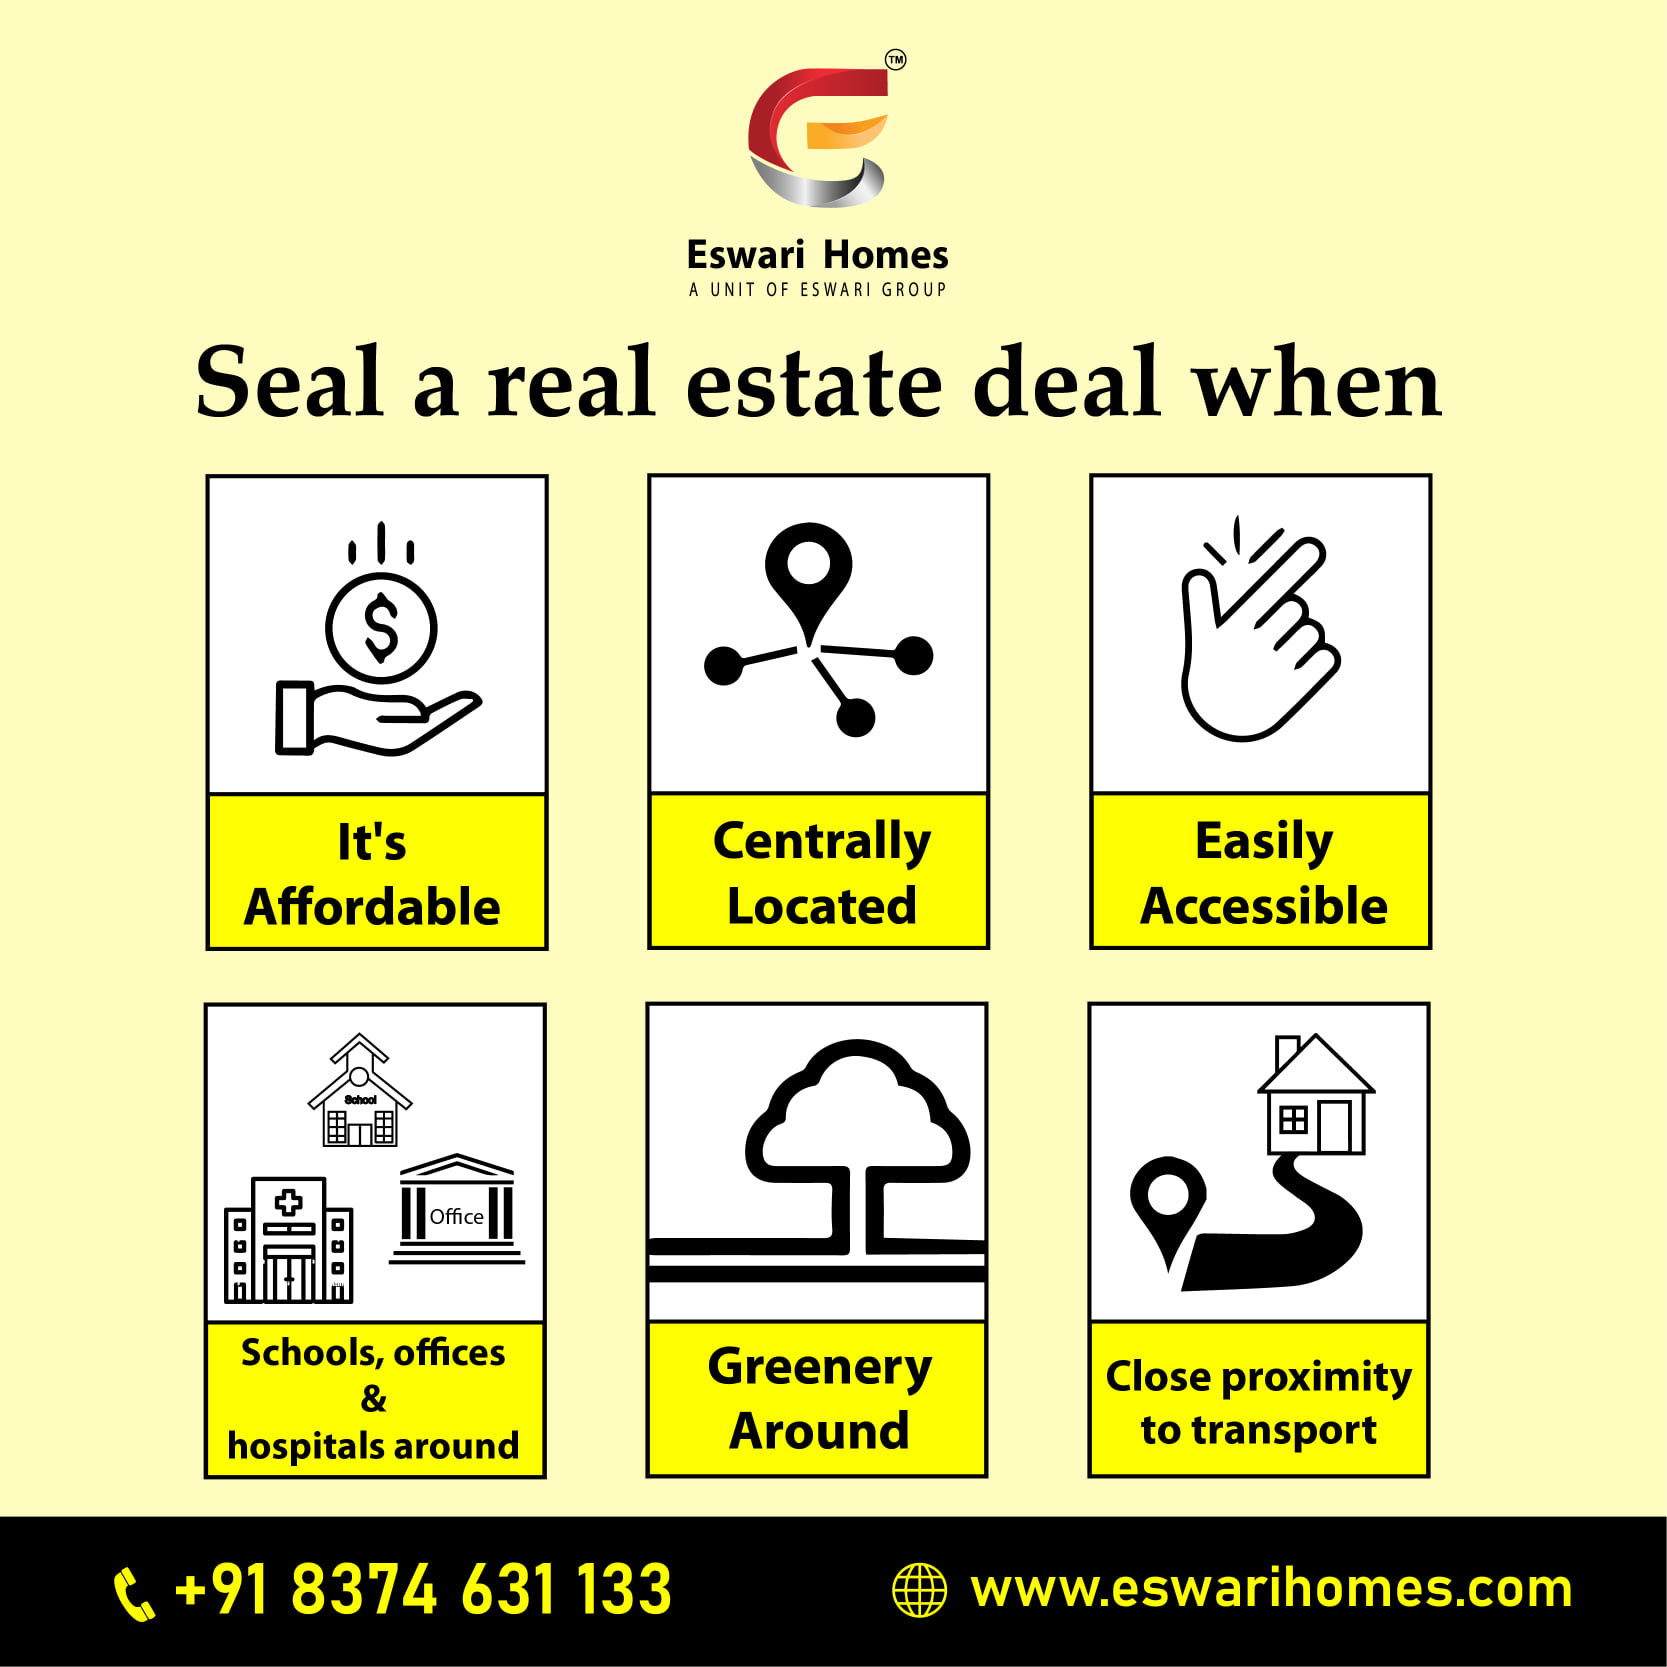 TM
Eswari Homes
A UNIT OF ESWARI GROUP
Seal a real estate deal when
$
It's
Affordable
Centrally
Located
Easily
Accessible
School
Office
Schools, offices
&
hospitals around
Greenery
Around
Close proximity
to transport
+91 8374 631 133
www.eswarihomes.com